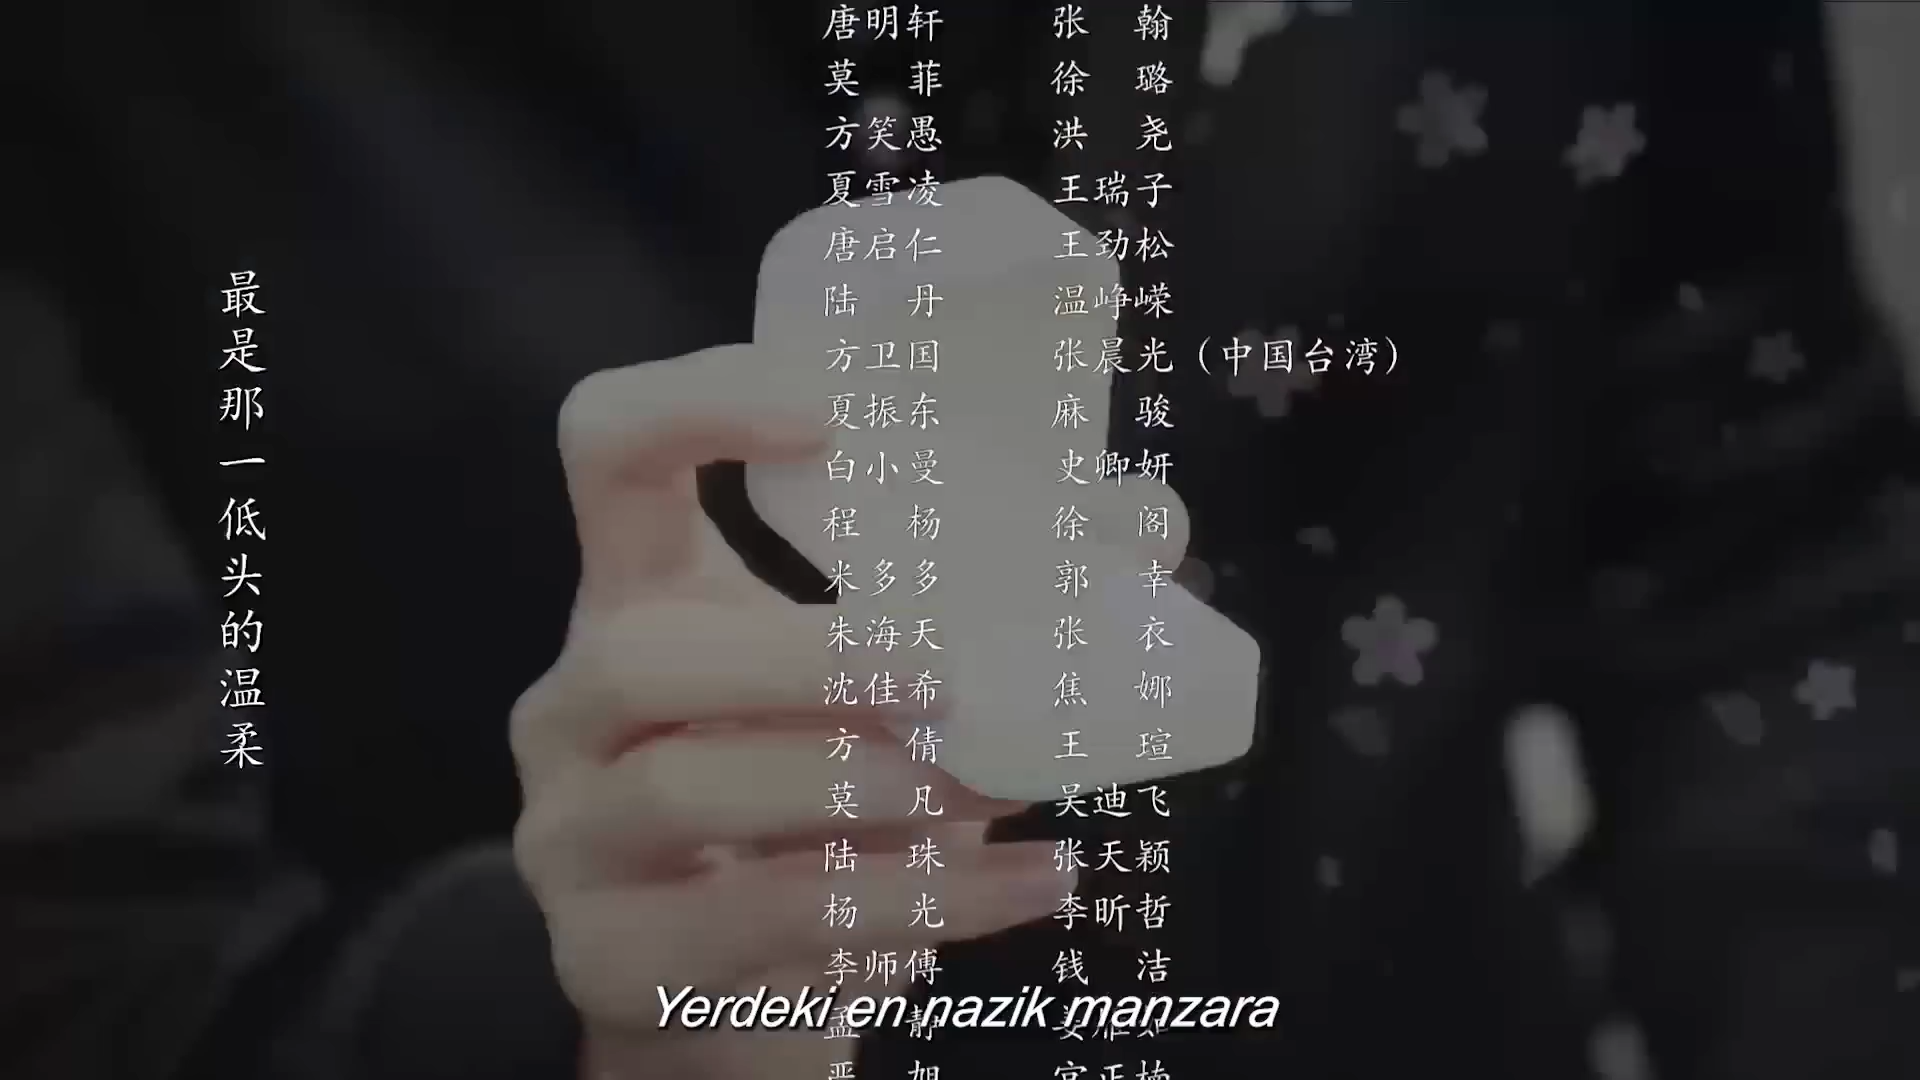 最是那一低头的温柔
唐明轩 张翰
莫菲 徐璐
方笑愚 洪尧
夏雪凌 王瑞子
唐启仁 王劲松
陆丹 温峥嵘
方卫国 张晨光（中国台湾）
夏振东 麻骏
白小曼 史卿妍
程杨 徐阁
米多多 郭幸
朱海天 张衣
沈佳希 焦娜
方倩 王瑄
莫凡 吴迪飞
陆珠 张天颖
杨光 李昕哲
李师傅 钱洁
Yerdeki en nazik manzara
孟静